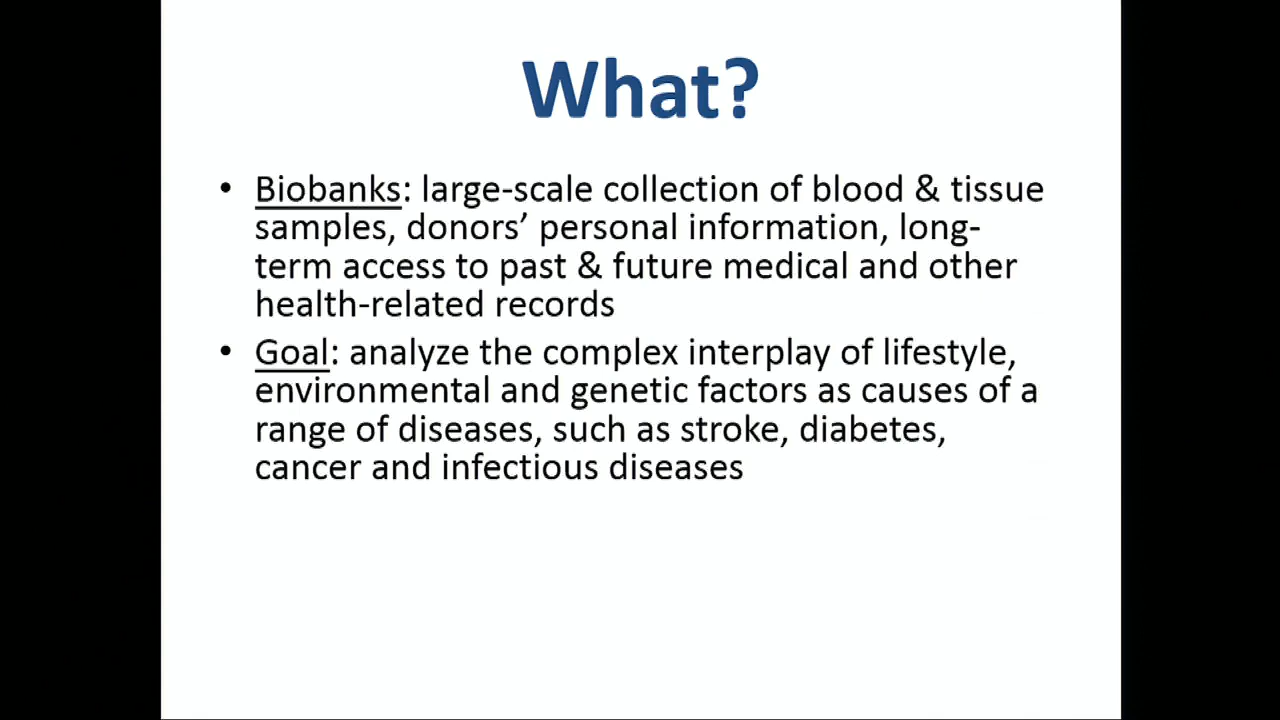 What?
• Biobanks: large-scale collection of blood & tissue
samples, donors’ personal information, long-
term access to past & future medical and other
health-related records
• Goal: analyze the complex interplay of lifestyle,
environmental and genetic factors as causes of a
range of diseases, such as stroke, diabetes,
cancer and infectious diseases